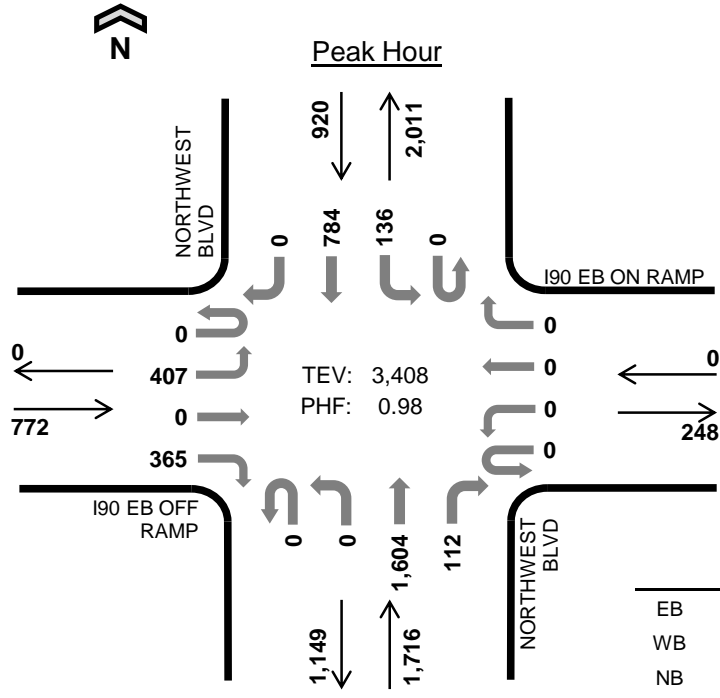 N
Peak Hour
920
2,011
NORTHWEST
BLVD
0
784
136
0
I90 EB ON RAMP
0
0
407
0
365
0
772
TEV: 3,408
PHF: 0.98
0
0
0
0
0
248
I90 EB OFF
RAMP
0
0
1,604
112
NORTHWEST
BLVD
1,149
1,716
EB
WB
NB